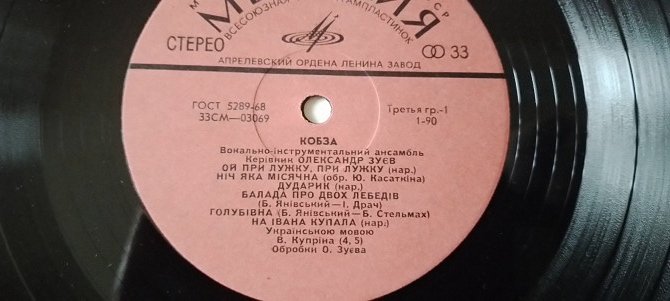 СТЕРЕО
33
АПРЕЛЕВСКИЙ ОРДЕНА ЛЕНИНА ЗАВОД
ГОСТ 5289-68
33СМ—03069
Третья гр.-1
1-90
КОБЗА
Вокально-інструментальний ансамбль
Керівник ОЛЕКСАНДР ЗУЄВ
ОЙ ПРИ ЛУЖКУ, ПРИ ЛУЖКУ (нар.)
НІЧ ЯКА МІСЯЧНА (обр. Ю. Касаткіна)
ДУДАРИК (нар.)
БАЛАДА ПРО ДВОХ ЛЕБЕДІВ
(Б. Янівський—І. Драч)
ГОЛУБІВНА (Б. Янівський—Б. Стельмах)
НА ІВАНА КУПАЛА (нар.)
Українською мовою
В. Купріна (4, 5)
Обробки О. Зуєва